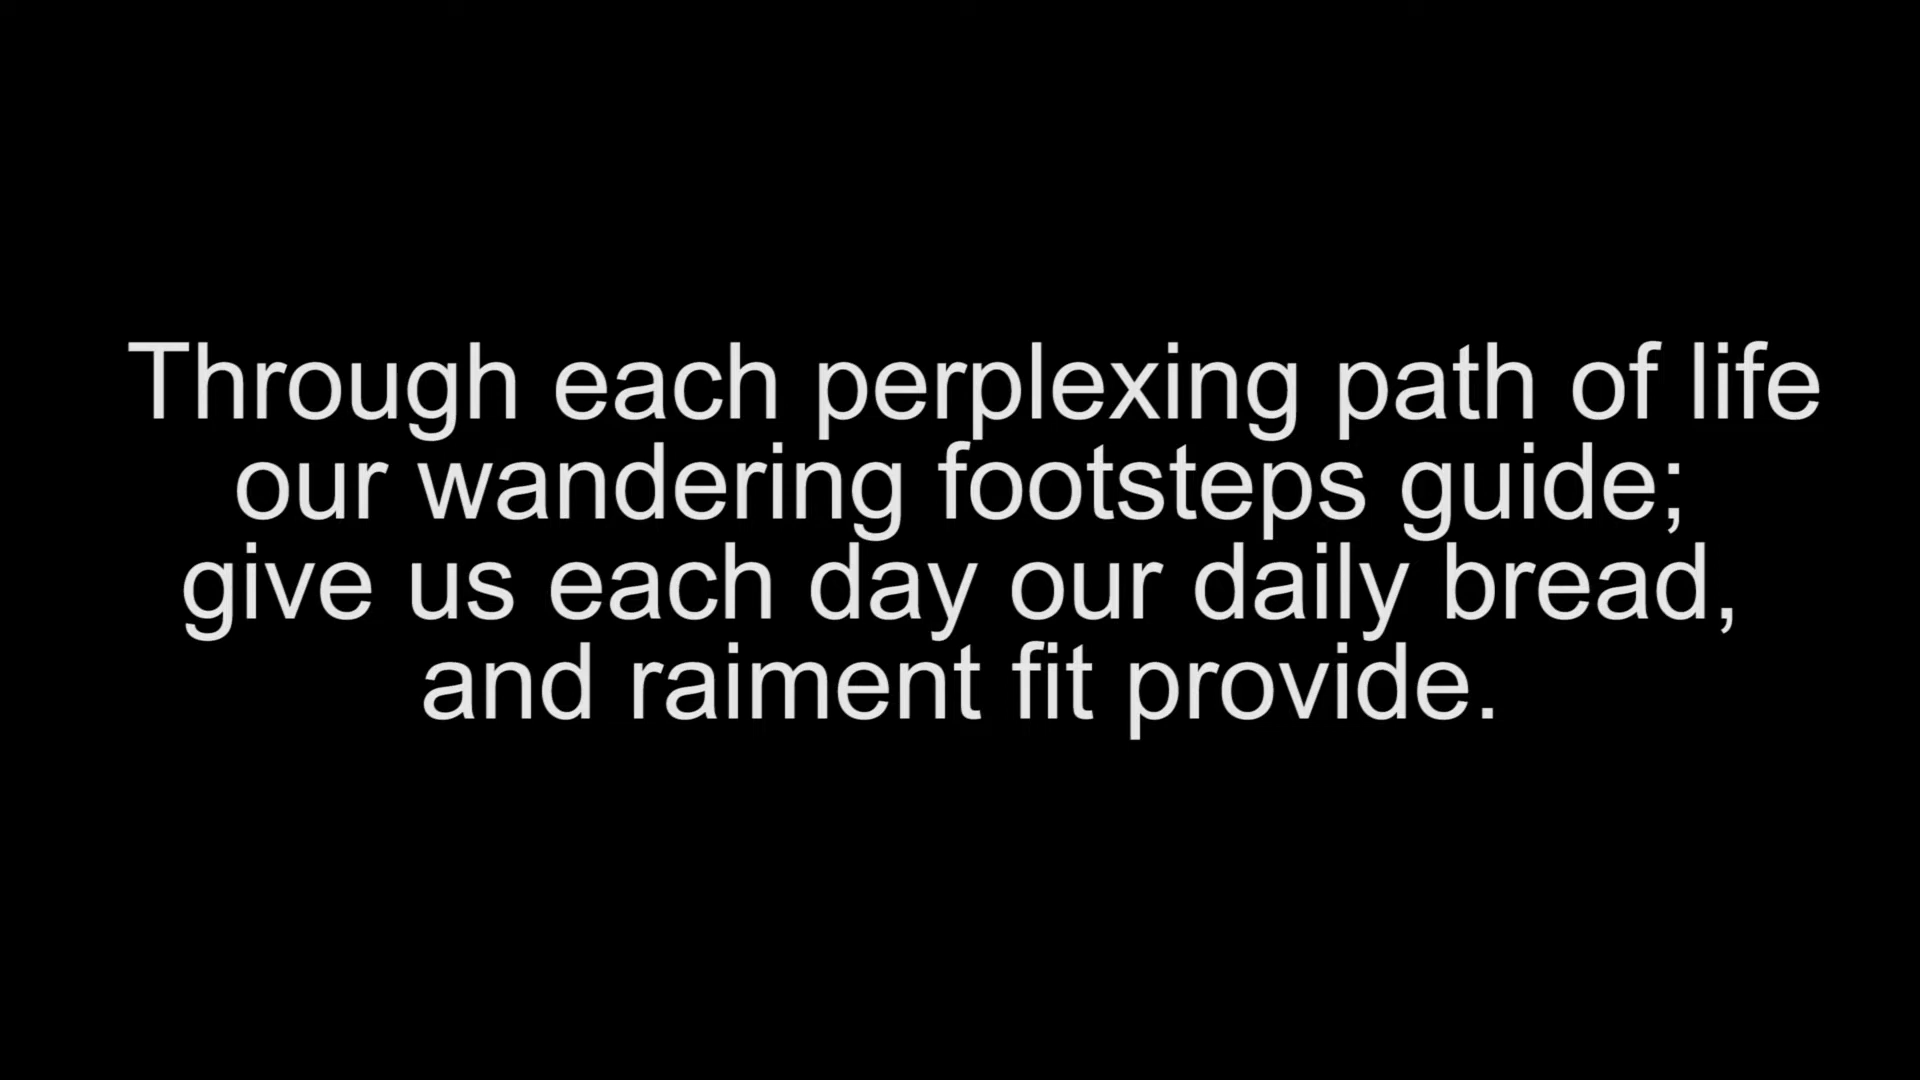 Through each perplexing path of life
our wandering footsteps guide;
give us each day our daily bread,
and raiment fit provide.